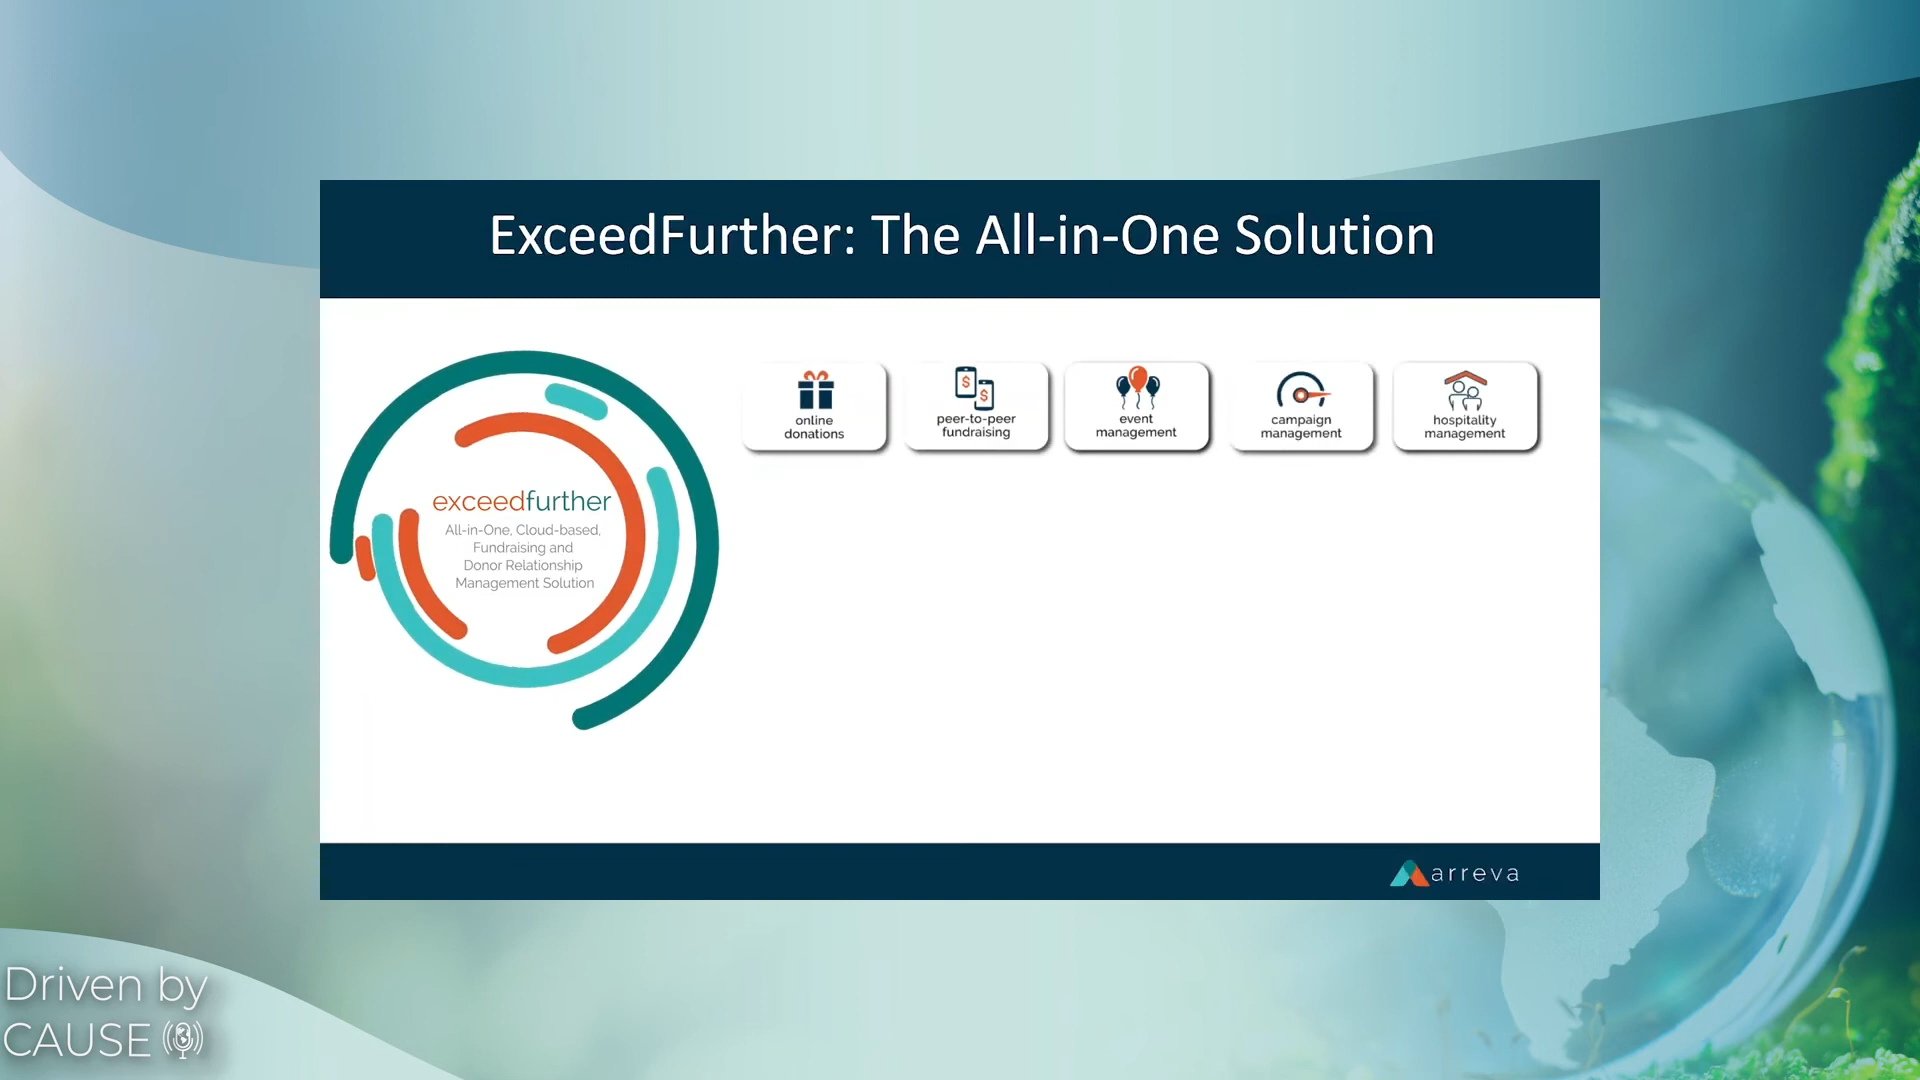 ExceedFurther: The All-in-One Solution
exceedfurther
All-in-One, Cloud-based,
Fundraising and
Donor Relationship
Management Solution
online
donations
$
$
peer-to-peer
fundraising
event
management
campaign
management
hospitality
management
arreva
Driven by
CAUSE